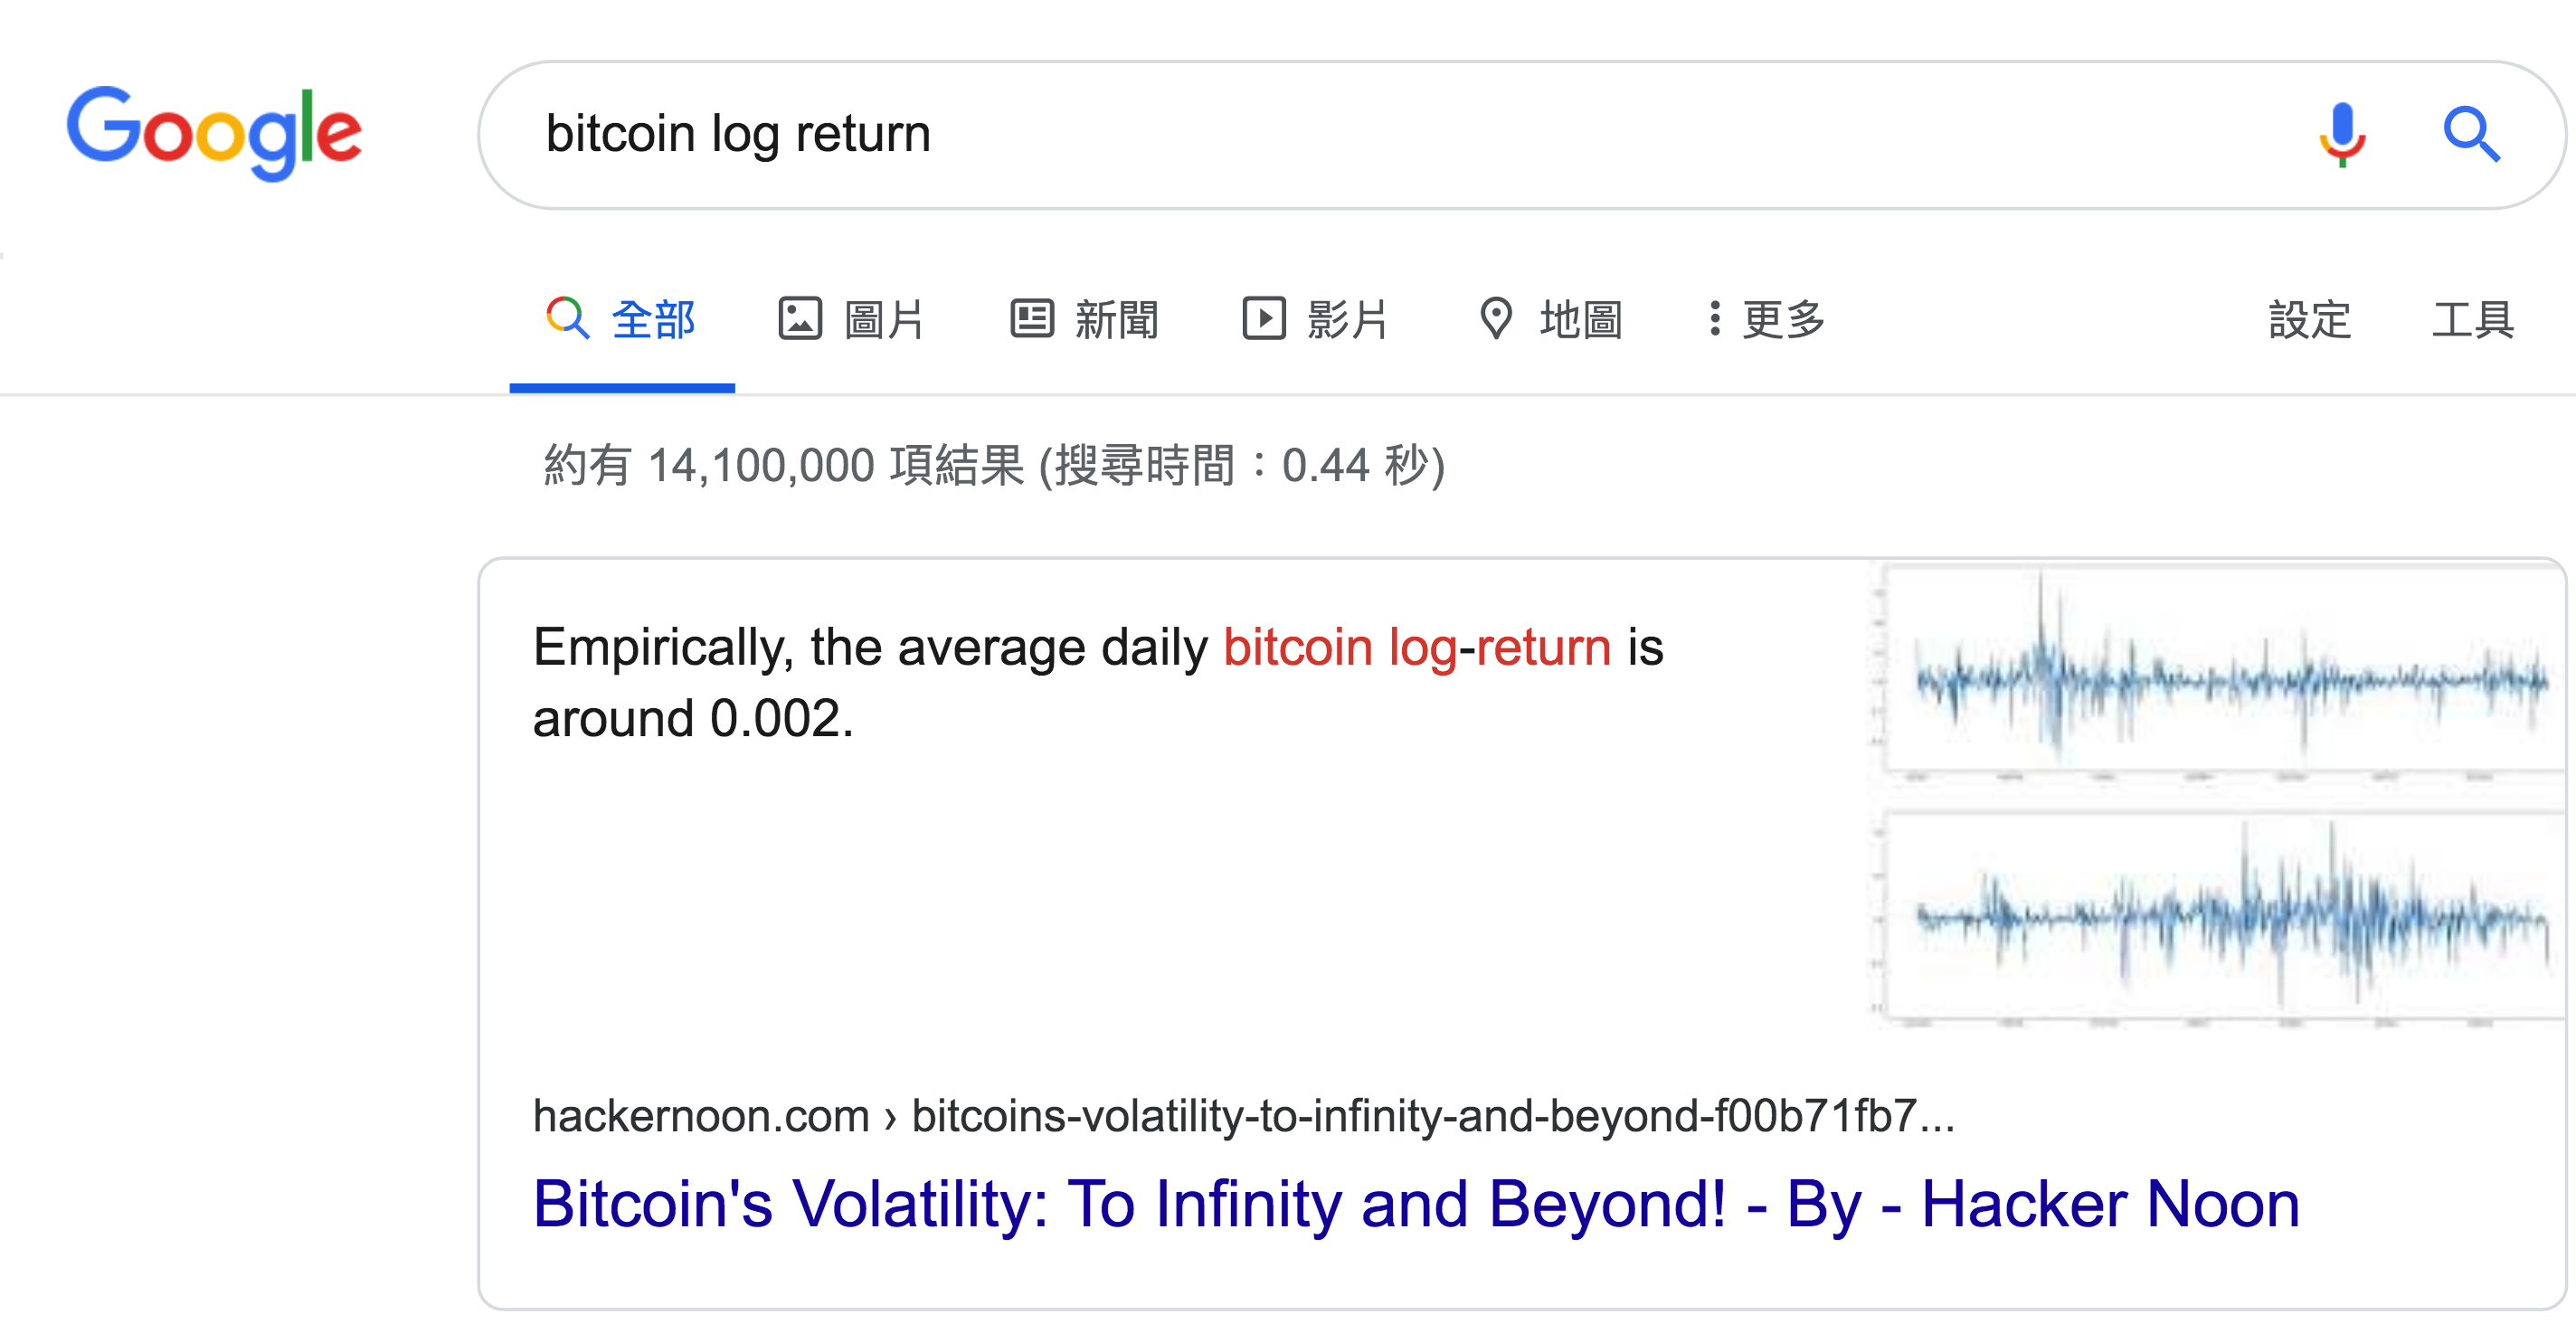 Google
bitcoin log return
全部 圖片 新聞 影片 地圖 更多 設定 工具
約有 14,100,000 項結果 (搜尋時間：0.44 秒)
Empirically, the average daily bitcoin log-return is
around 0.002.
hackernoon.com › bitcoins-volatility-to-infinity-and-beyond-f00b71fb7...
Bitcoin's Volatility: To Infinity and Beyond! - By - Hacker Noon